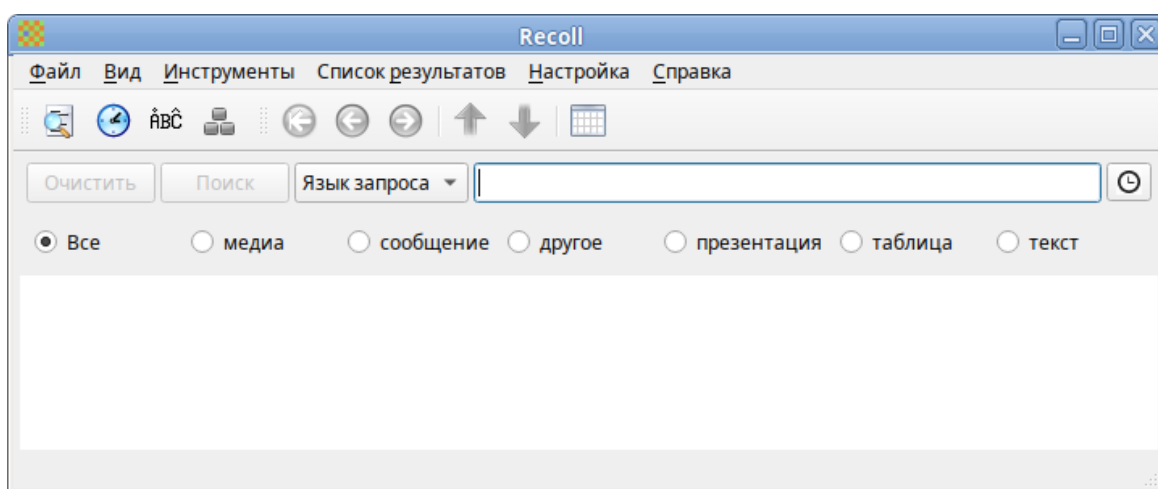 Recoll
Файл Вид Инструменты Список результатов Настройка Справка
ÅBĈ
Очистить Поиск Язык запроса
Все медиа сообщение другое презентация таблица текст